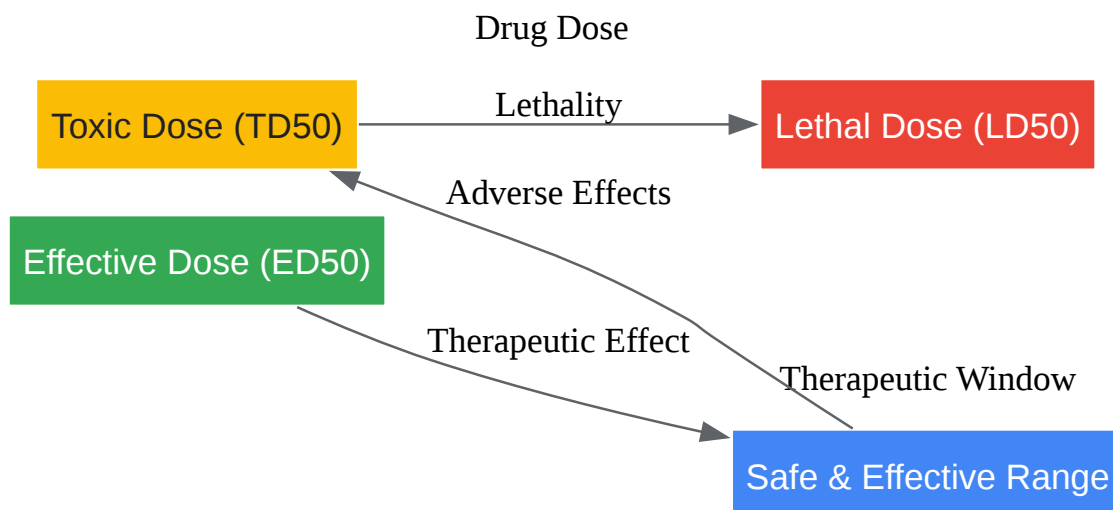 Drug Dose
Toxic Dose (TD50)
Lethality
Lethal Dose (LD50)
Adverse Effects
Effective Dose (ED50)
Therapeutic Effect
Therapeutic Window
Safe & Effective Range